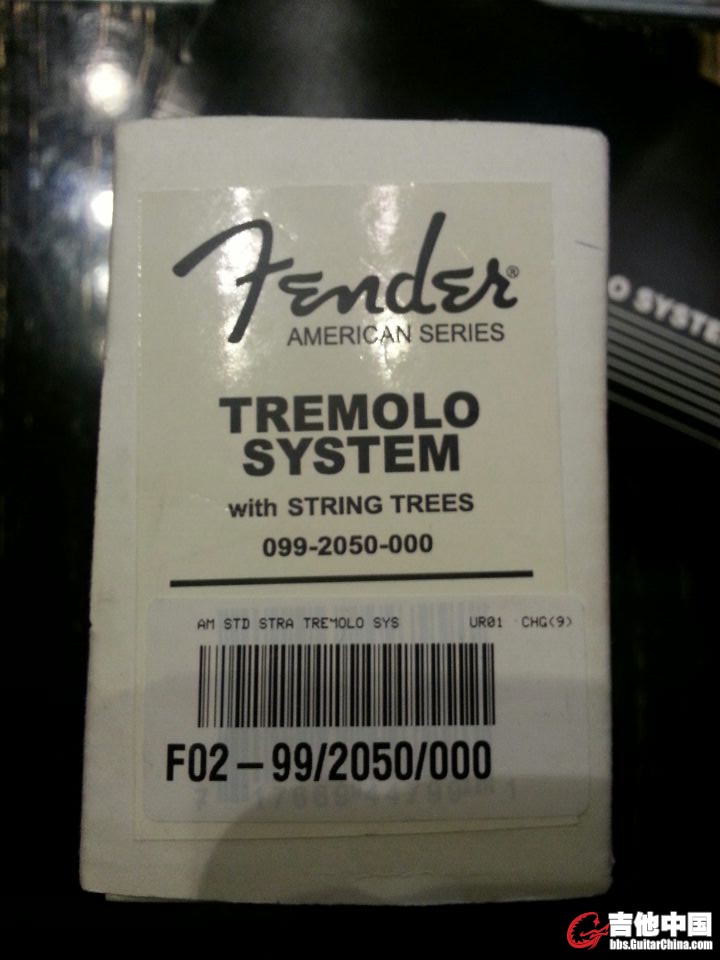 Fender®
AMERICAN SERIES
TREMOLO
SYSTEM
with STRING TREES
099-2050-000
AM STD STRA TREMOLO SYS UR01 CHG(9)
F02-99/2050/000
O SYSTE
吉他中国
bbs.GuitarChina.com